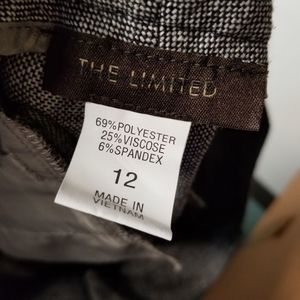 THE LIMITED
69%POLYESTER
25%VISCOSE
6%SPANDEX
12
MADE IN
VIETNAM